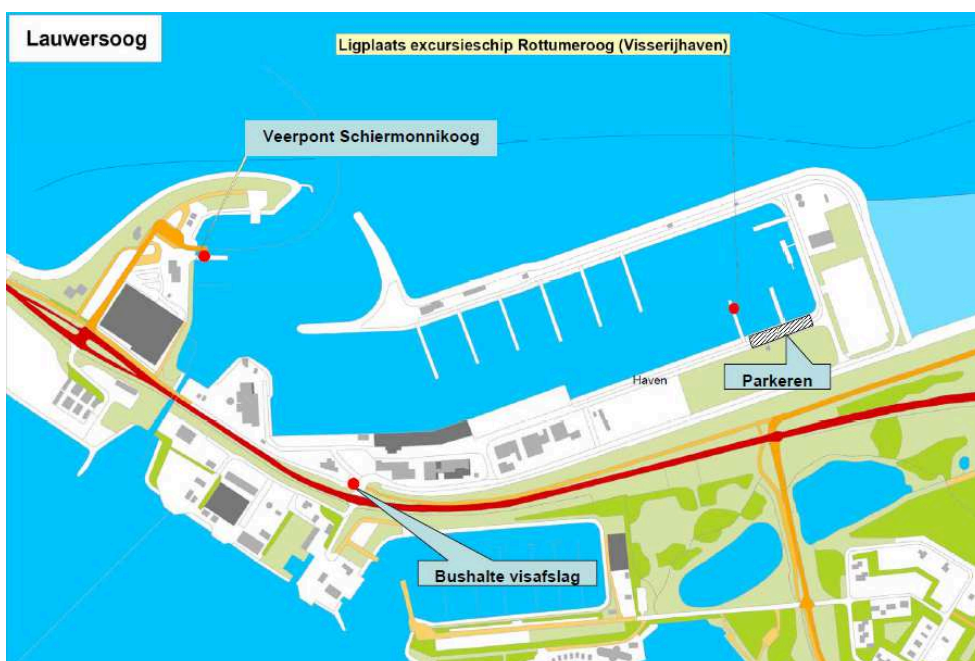 Lauwersoog
Ligplaats excursieschip Rottumeroog (Visserijhaven)
Veerpont Schiermonnikoog
Parkeren
Haven
Bushalte visafslag